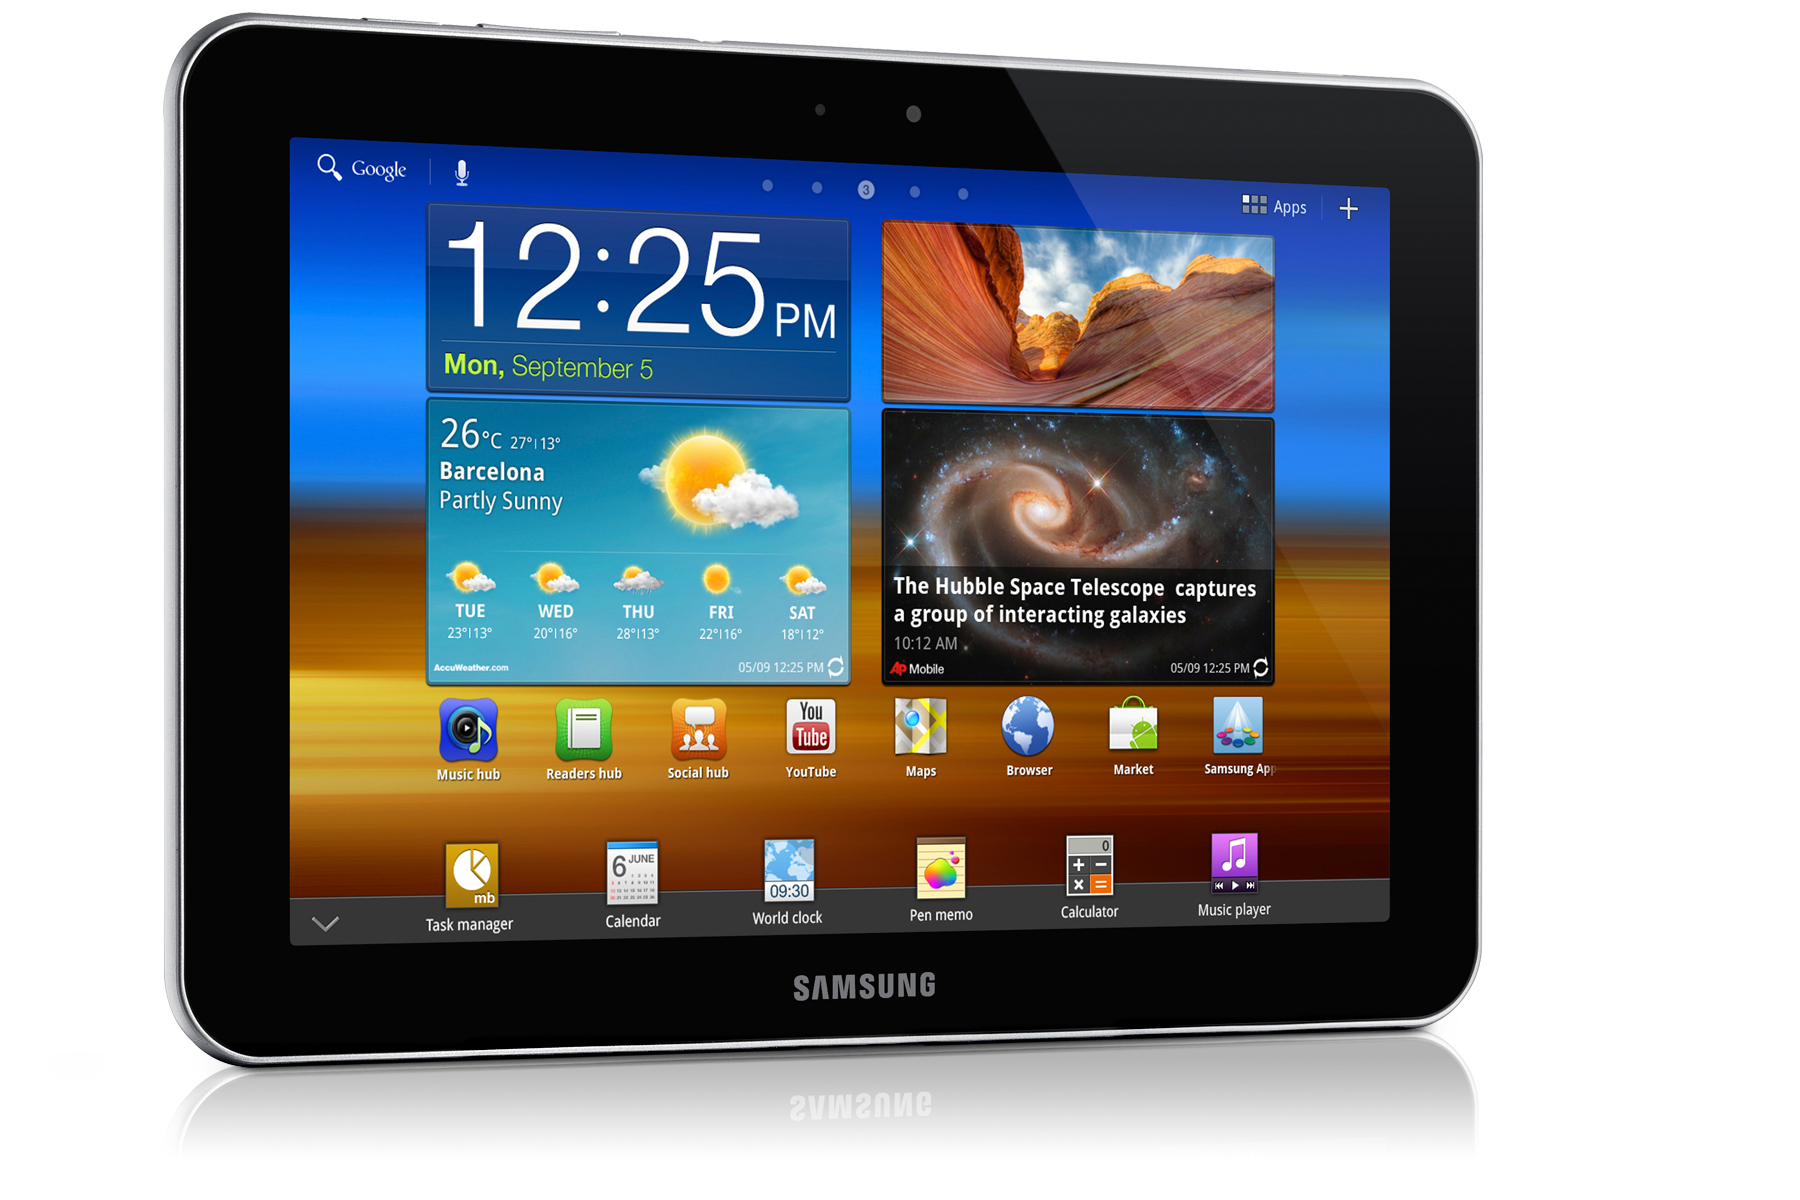 Google
3
Apps
12:25 PM
Mon, September 5
26°C 27°|13°
Barcelona
Partly Sunny
TUE WED THU FRI SAT
23°|13° 20°|16° 28°|13° 22°|16° 18°|12°
AccuWeather.com 05/09 12:25 PM
The Hubble Space Telescope captures
a group of interacting galaxies
10:12 AM
AP Mobile 05/09 12:25 PM
You
Tube
Music hub Readers hub Social hub YouTube Maps Browser Market Samsung App
mb
6 JUNE
09:30
0
+ −
× =
Task manager Calendar World clock Pen memo Calculator Music player
SAMSUNG